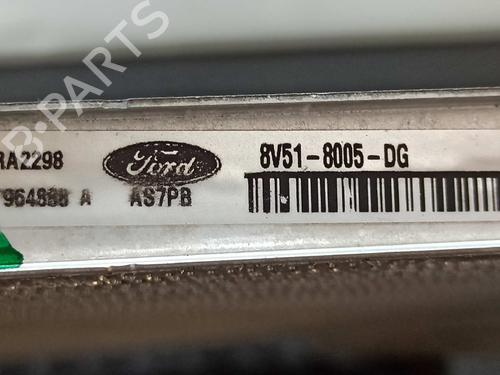 RA2298 Ford 8V51-8005-DG
964888 A AS7PB
B-PARTS